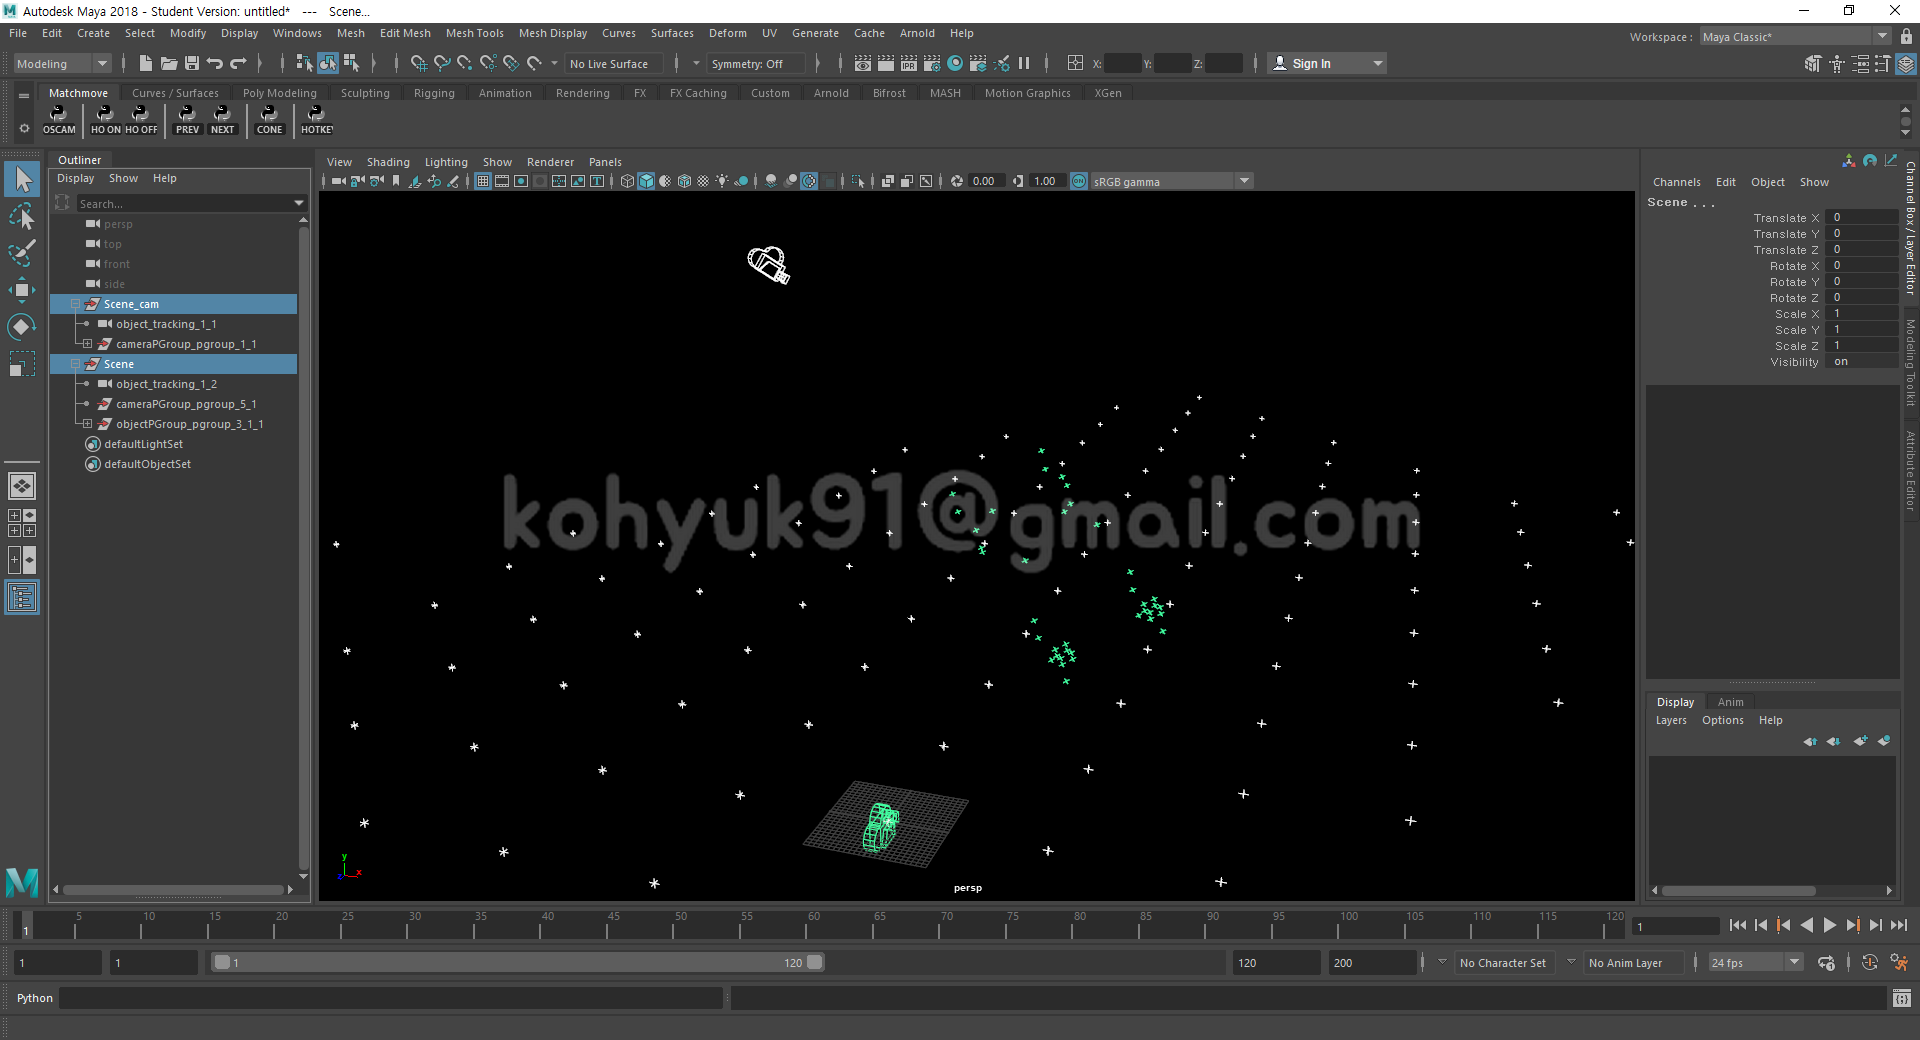 Autodesk Maya 2018 - Student Version: untitled* --- Scene...
File Edit Create Select Modify Display Windows Mesh Edit Mesh Mesh Tools Mesh Display Curves Surfaces Deform UV Generate Cache Arnold Help
Workspace : Maya Classic*
Modeling No Live Surface Symmetry: Off IPR X: Y: Z: Sign In
Matchmove Curves / Surfaces Poly Modeling Sculpting Rigging Animation Rendering FX FX Caching Custom Arnold Bifrost MASH Motion Graphics XGen
OSCAM HO ON HO OFF PREV NEXT CONE HOTKEY
Outliner
Display Show Help
Search...
persp
top
front
side
Scene_cam
object_tracking_1_1
cameraPGroup_pgroup_1_1
Scene
object_tracking_1_2
cameraPGroup_pgroup_5_1
objectPGroup_pgroup_3_1_1
defaultLightSet
defaultObjectSet
View Shading Lighting Show Renderer Panels
0.00 1.00 ON sRGB gamma
kohyuk91@gmail.com
y
x
z
persp
Channels Edit Object Show
Scene . . .
Translate X 0
Translate Y 0
Translate Z 0
Rotate X 0
Rotate Y 0
Rotate Z 0
Scale X 1
Scale Y 1
Scale Z 1
Visibility on
Channel Box / Layer Editor
Modeling Toolkit
Attribute Editor
Display Anim
Layers Options Help
5 10 15 20 25 30 35 40 45 50 55 60 65 70 75 80 85 90 95 100 105 110 115 120
1
1
1 1 1 120 120 200 No Character Set No Anim Layer 24 fps
Python